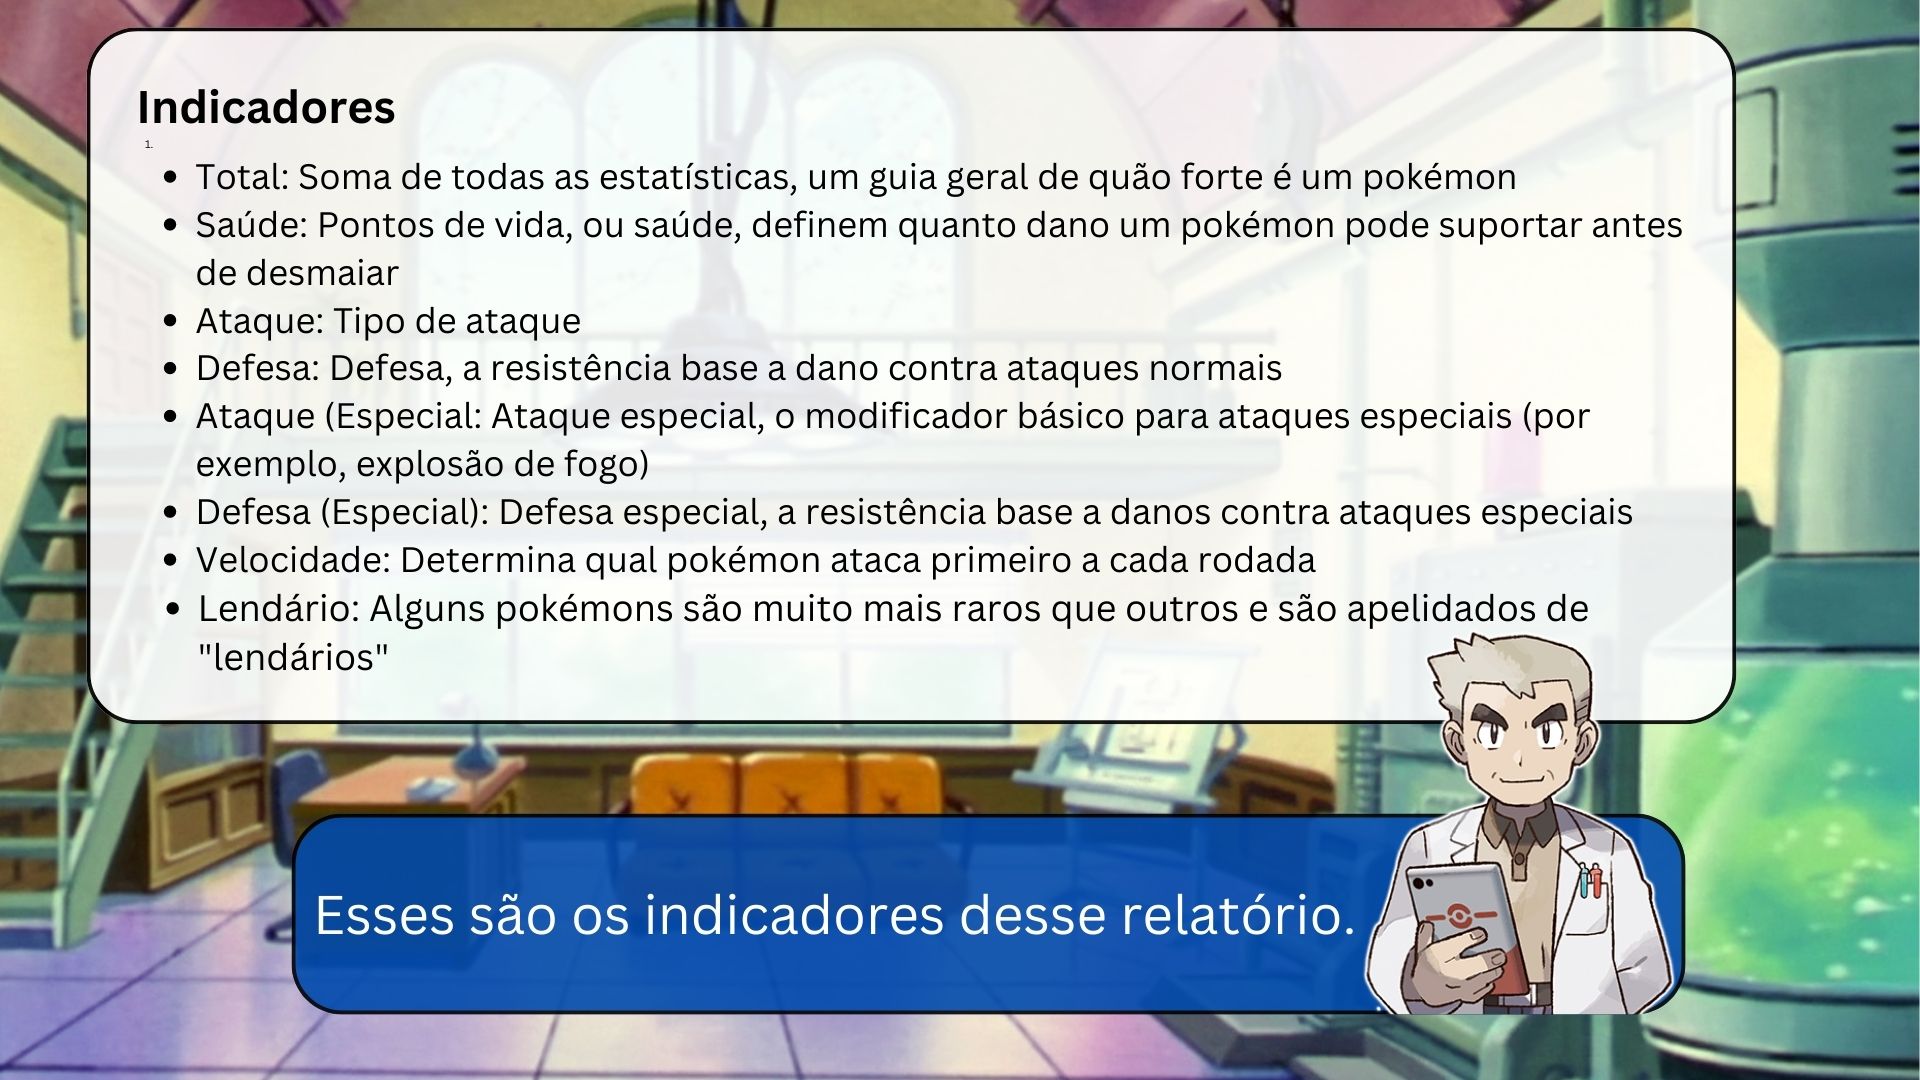 Indicadores
1.
• Total: Soma de todas as estatísticas, um guia geral de quão forte é um pokémon
• Saúde: Pontos de vida, ou saúde, definem quanto dano um pokémon pode suportar antes
de desmaiar
• Ataque: Tipo de ataque
• Defesa: Defesa, a resistência base a dano contra ataques normais
• Ataque (Especial: Ataque especial, o modificador básico para ataques especiais (por
exemplo, explosão de fogo)
• Defesa (Especial): Defesa especial, a resistência base a danos contra ataques especiais
• Velocidade: Determina qual pokémon ataca primeiro a cada rodada
• Lendário: Alguns pokémons são muito mais raros que outros e são apelidados de
"lendários"
Esses são os indicadores desse relatório.